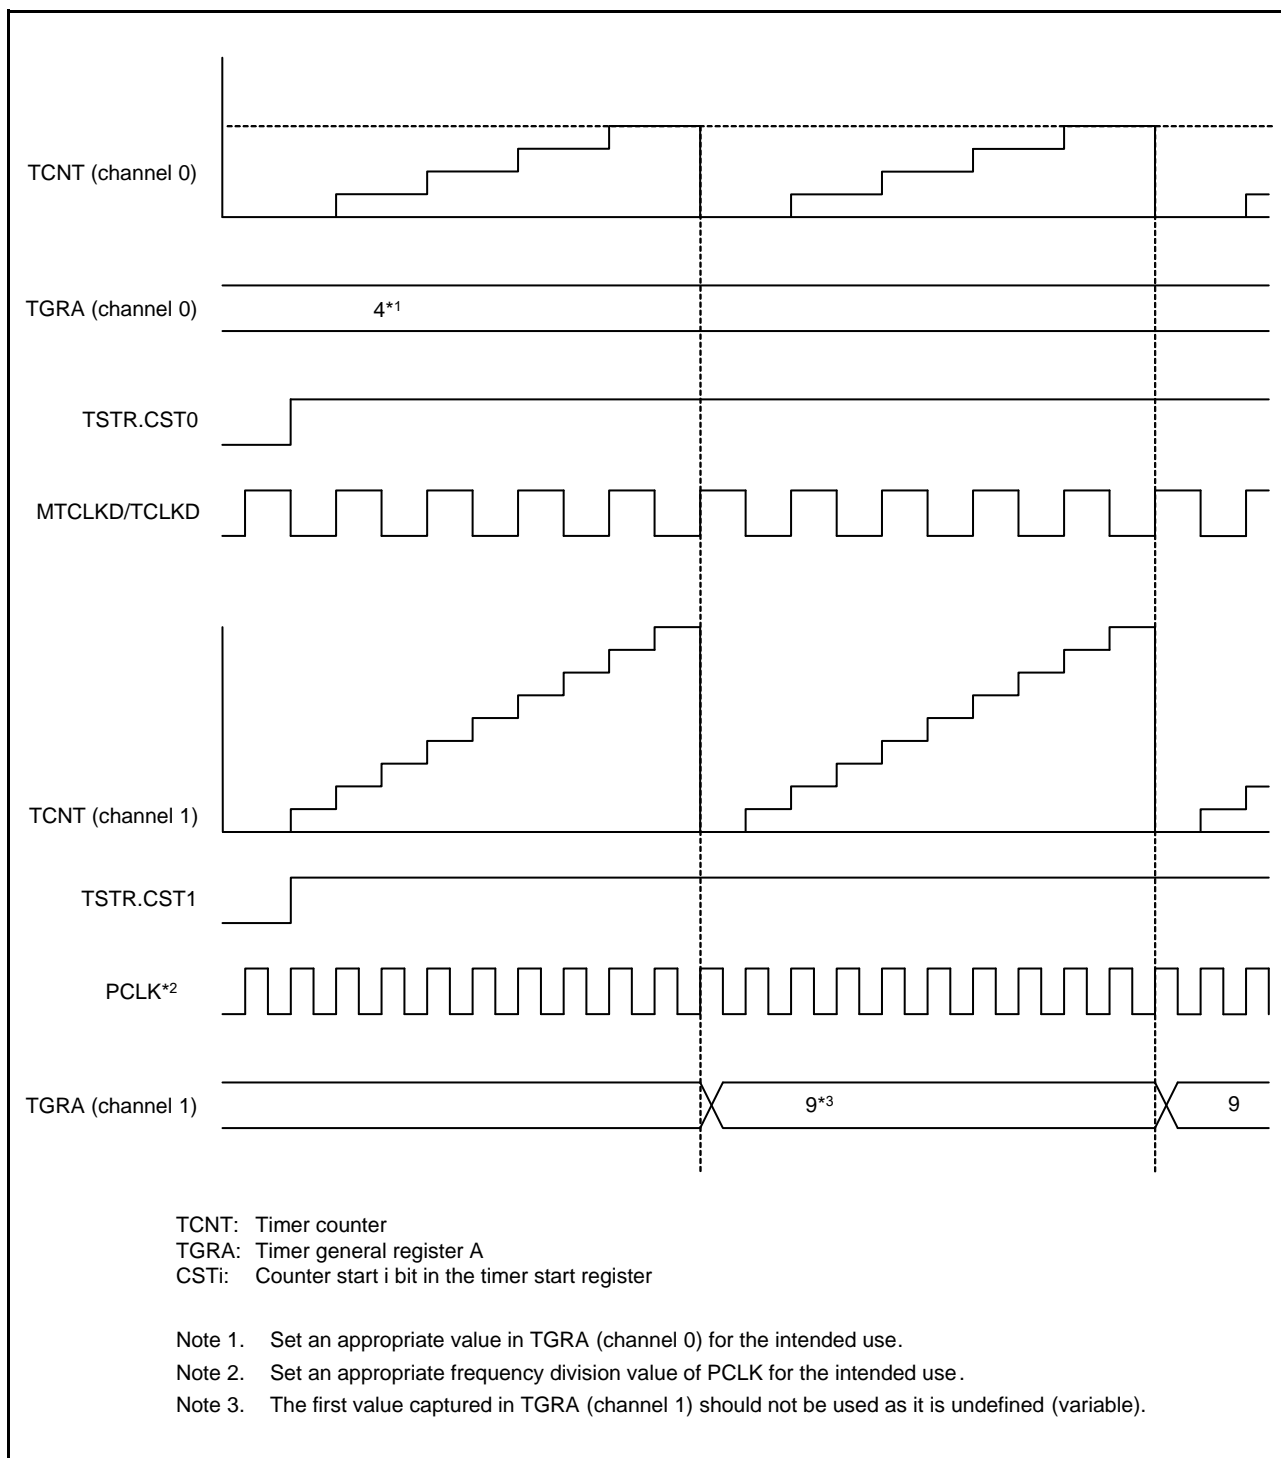 TCNT (channel 0)
TGRA (channel 0)
4*1
TSTR.CST0
MTCLKD/TCLKD
TCNT (channel 1)
TSTR.CST1
PCLK*2
TGRA (channel 1)
9*3
9
TCNT: Timer counter
TGRA: Timer general register A
CSTi: Counter start i bit in the timer start register
Note 1. Set an appropriate value in TGRA (channel 0) for the intended use.
Note 2. Set an appropriate frequency division value of PCLK for the intended use.
Note 3. The first value captured in TGRA (channel 1) should not be used as it is undefined (variable).